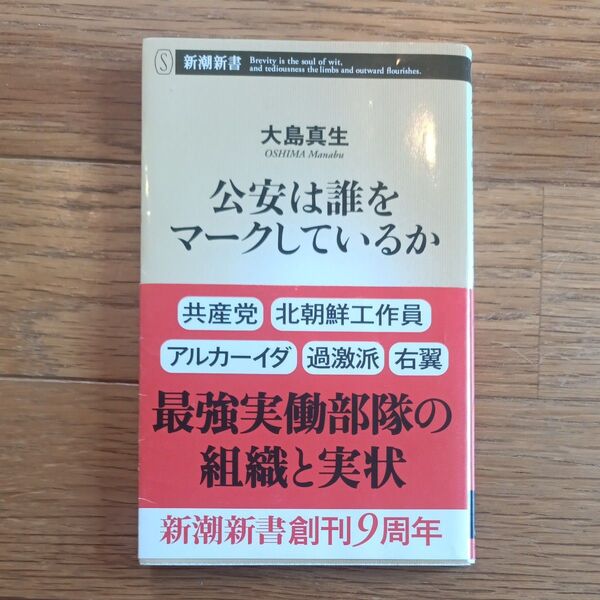 S 新潮新書
Brevity is the soul of wit,
and tediousness the limbs and outward flourishes.
大島真生
OSHIMA Manabu
公安は誰を
マークしているか
共産党 北朝鮮工作員
アルカーイダ 過激派 右翼
最強実働部隊の
組織と実状
新潮新書創刊9周年